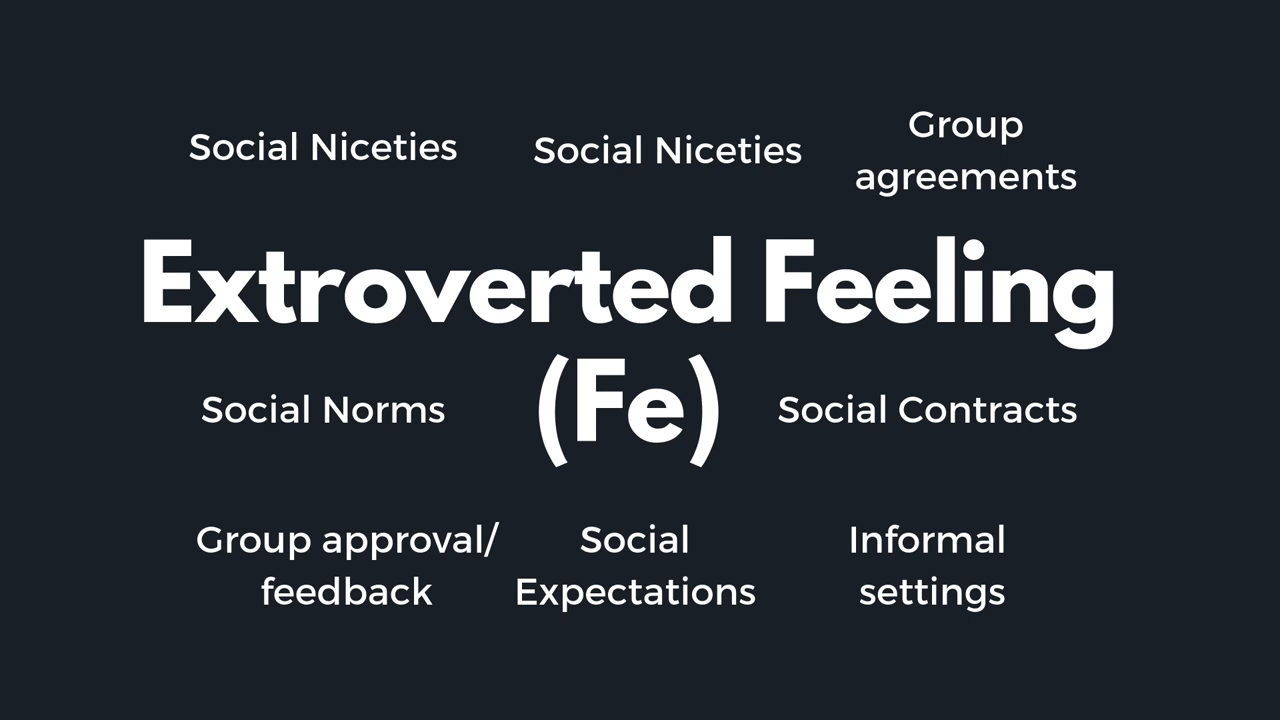 Social Niceties
Social Niceties
Group
agreements
Extroverted Feeling
(Fe)
Social Norms
Social Contracts
Group approval/
feedback
Social
Expectations
Informal
settings